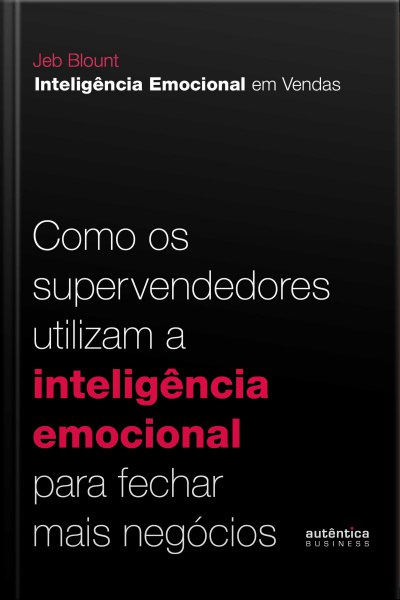 Jeb Blount
Inteligência Emocional em Vendas
Como os
supervendedores
utilizam a
inteligência
emocional
para fechar
mais negócios
autêntica
BUSINESS